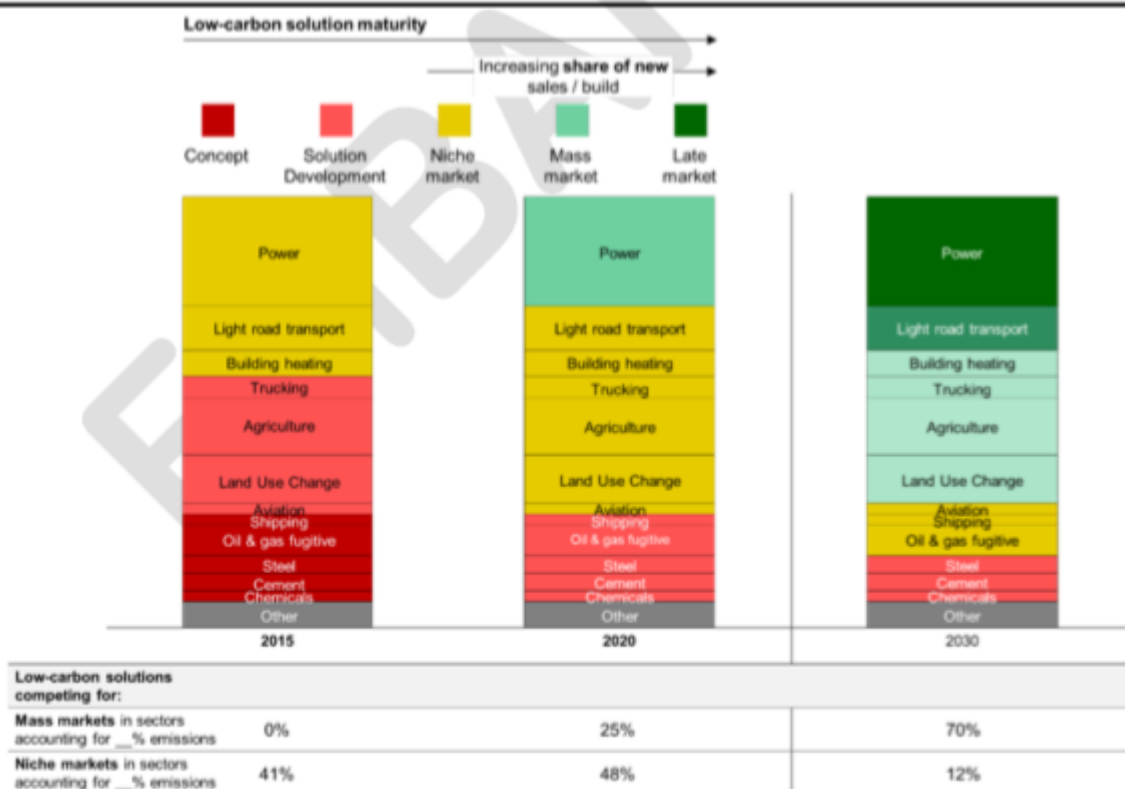 Low-carbon solution maturity
Increasing share of new
sales / build
Concept
Solution
Development
Niche
market
Mass
market
Late
market
Power
Light road transport
Building heating
Trucking
Agriculture
Land Use Change
Aviation
Shipping
Oil & gas fugitive
Steel
Cement
Chemicals
Other
2015
Power
Light road transport
Building heating
Trucking
Agriculture
Land Use Change
Aviation
Shipping
Oil & gas fugitive
Steel
Cement
Chemicals
Other
2020
Power
Light road transport
Building heating
Trucking
Agriculture
Land Use Change
Aviation
Shipping
Oil & gas fugitive
Steel
Cement
Chemicals
Other
2030
Low-carbon solutions
competing for:
Mass markets in sectors
accounting for __% emissions
0% 25% 70%
Niche markets in sectors
accounting for __% emissions
41% 48% 12%